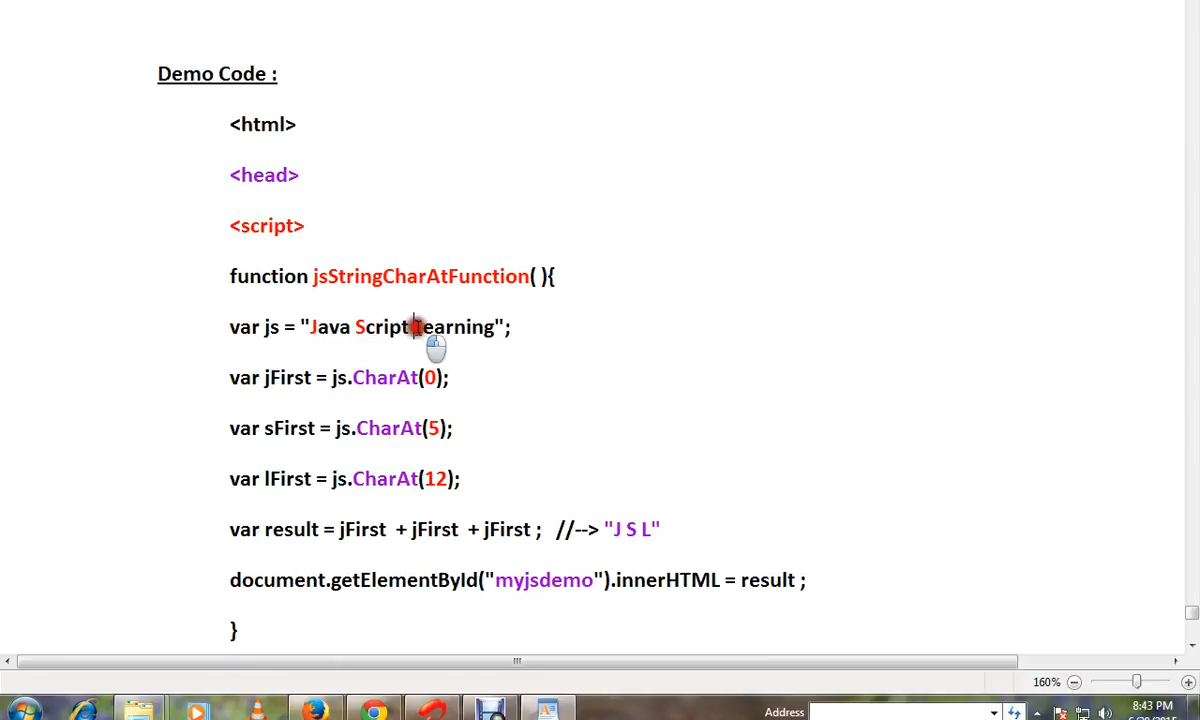 Demo Code :
<html>
<head>
<script>
function jsStringCharAtFunction( ){
var js = "Java Script earning";
var jFirst = js.CharAt(0);
var sFirst = js.CharAt(5);
var lFirst = js.CharAt(12);
var result = jFirst + jFirst + jFirst ; //--> "J S L"
document.getElementById("myjsdemo").innerHTML = result ;
}
160%
Address
8:43 PM